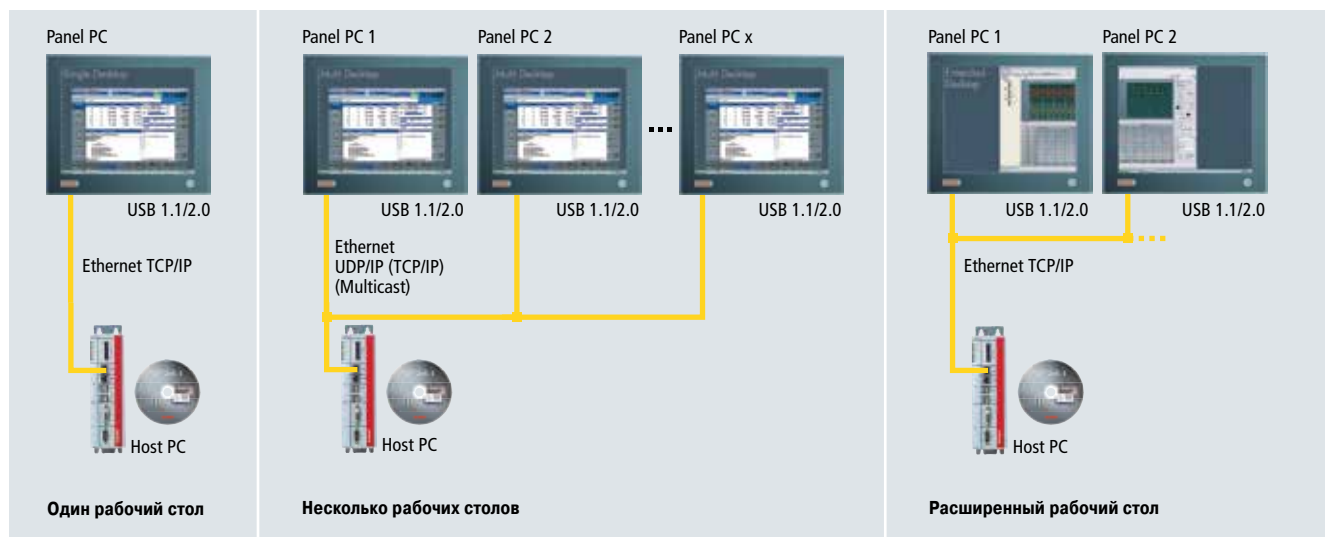 Panel PC
Single Desktop
USB 1.1/2.0
Ethernet TCP/IP
Host PC
Один рабочий стол
Panel PC 1
Panel PC 2
Panel PC x
Multi Desktop
Multi Desktop
Multi Desktop
...
USB 1.1/2.0
USB 1.1/2.0
USB 1.1/2.0
Ethernet
UDP/IP (TCP/IP)
(Multicast)
Host PC
Несколько рабочих столов
Panel PC 1
Panel PC 2
Extended
Desktop
USB 1.1/2.0
USB 1.1/2.0
Ethernet TCP/IP
Host PC
Расширенный рабочий стол